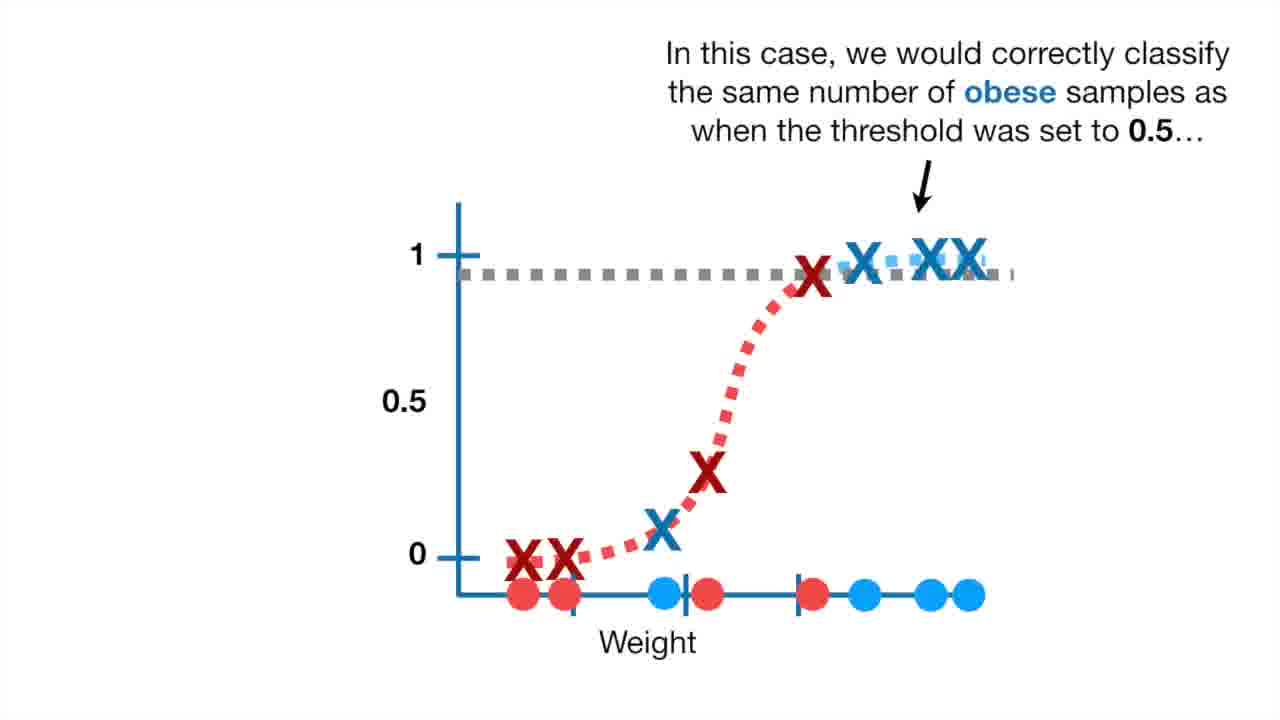 In this case, we would correctly classify
the same number of obese samples as
when the threshold was set to 0.5…
1
0.5
0
Weight